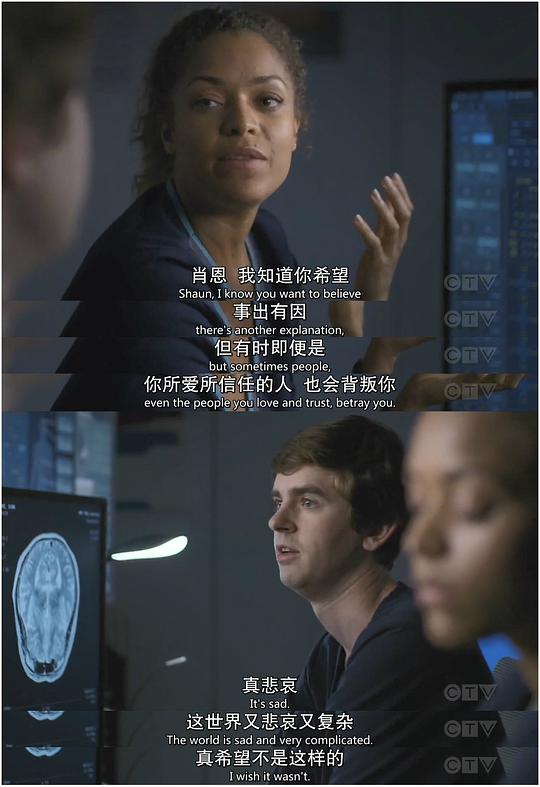 肖恩 我知道你希望
Shaun, I know you want to believe
CTV
事出有因
there's another explanation,
CTV
但有时即便是
but sometimes people,
CTV
你所爱所信任的人 也会背叛你
even the people you love and trust, betray you.
CTV
真悲哀
It's sad.
CTV
这世界又悲哀又复杂
The world is sad and very complicated.
CTV
真希望不是这样的
I wish it wasn't.
CTV